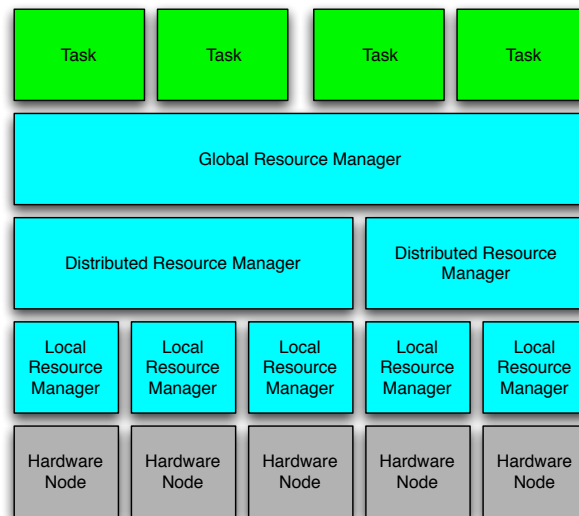 Task
Task
Task
Task
Global Resource Manager
Distributed Resource Manager
Distributed Resource
Manager
Local
Resource
Manager
Local
Resource
Manager
Local
Resource
Manager
Local
Resource
Manager
Local
Resource
Manager
Hardware
Node
Hardware
Node
Hardware
Node
Hardware
Node
Hardware
Node